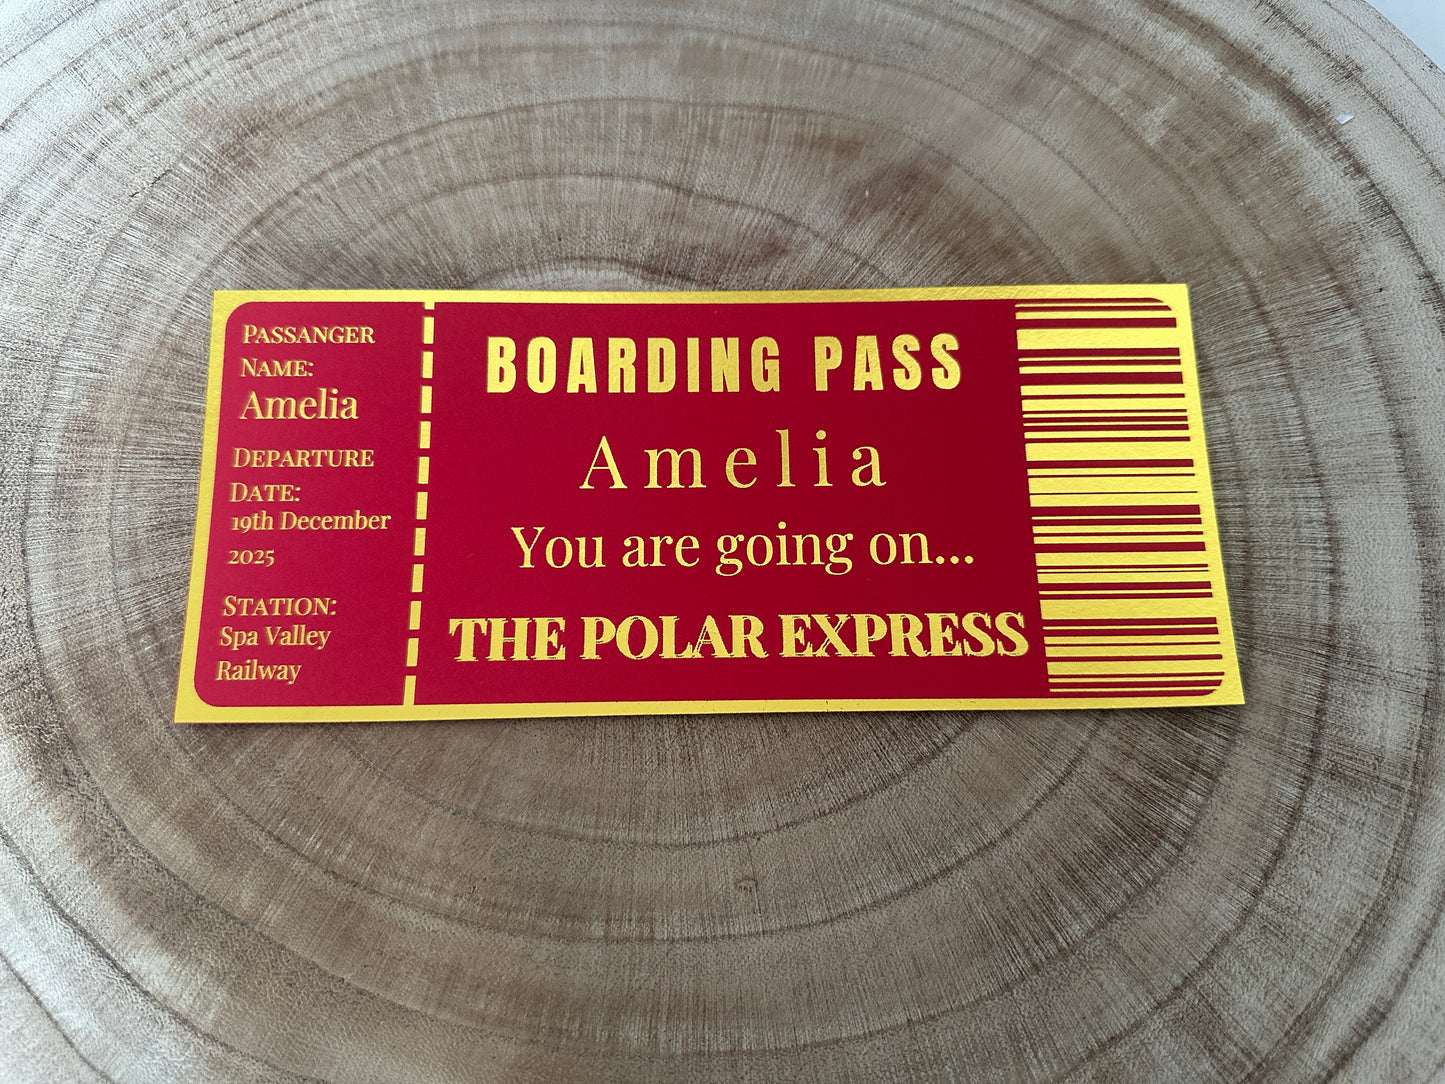 PASSANGER
NAME:
Amelia
DEPARTURE
DATE:
19th December
2025
STATION:
Spa Valley
Railway
BOARDING PASS
Amelia
You are going on...
THE POLAR EXPRESS